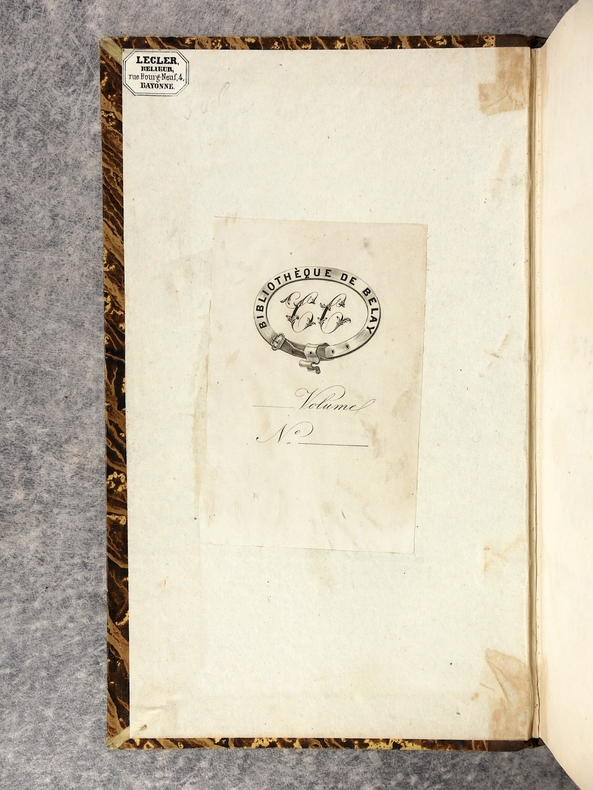 LECLER,
RELIEUR,
rue Bourg-Neuf, 4,
BAYONNE.
BIBLIOTHÈQUE DE BELAY
Volume
N.º